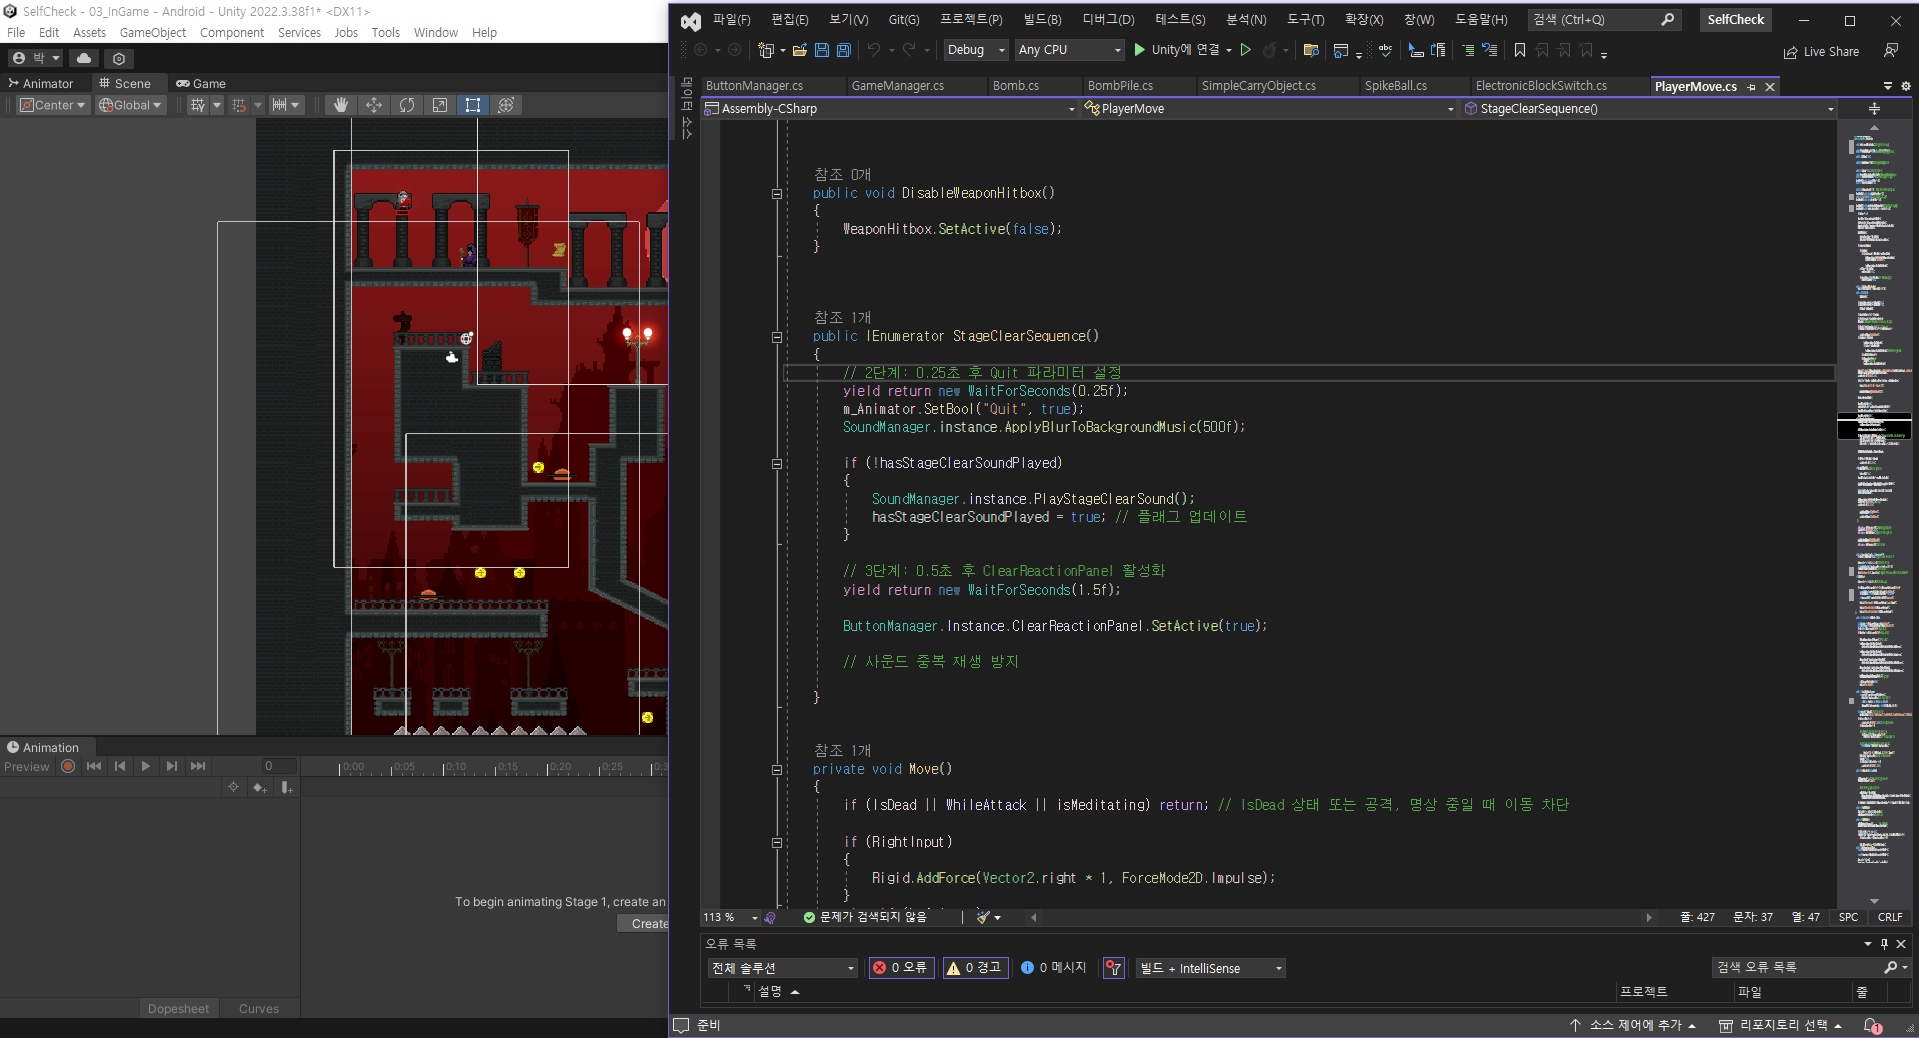 SelfCheck - 03_InGame - Android - Unity 2022.3.38f1* <DX11>
File Edit Assets GameObject Component Services Jobs Tools Window Help
박
Animator Scene Game
Center Global
Animation
Preview 0 0:00 0:05 0:10 0:15 0:20 0:25 0:3
To begin animating Stage 1, create an
Create
Dopesheet Curves
파일(F) 편집(E) 보기(V) Git(G) 프로젝트(P) 빌드(B) 디버그(D) 테스트(S) 분석(N) 도구(T) 확장(X) 창(W) 도움말(H) 검색 (Ctrl+Q) SelfCheck
Debug Any CPU Unity에 연결 Live Share
데이터 소스
ButtonManager.cs GameManager.cs Bomb.cs BombPile.cs SimpleCarryObject.cs SpikeBall.cs ElectronicBlockSwitch.cs PlayerMove.cs
Assembly-CSharp PlayerMove StageClearSequence()
참조 0개
public void DisableWeaponHitbox()
{
WeaponHitbox.SetActive(false);
}
참조 1개
public IEnumerator StageClearSequence()
{
// 2단계: 0.25초 후 Quit 파라미터 설정
yield return new WaitForSeconds(0.25f);
m_Animator.SetBool("Quit", true);
SoundManager.instance.ApplyBlurToBackgroundMusic(500f);
if (!hasStageClearSoundPlayed)
{
SoundManager.instance.PlayStageClearSound();
hasStageClearSoundPlayed = true; // 플래그 업데이트
}
// 3단계: 0.5초 후 ClearReactionPanel 활성화
yield return new WaitForSeconds(1.5f);
ButtonManager.Instance.ClearReactionPanel.SetActive(true);
// 사운드 중복 재생 방지
}
참조 1개
private void Move()
{
if (IsDead || WhileAttack || isMeditating) return; // IsDead 상태 또는 공격, 명상 중일 때 이동 차단
if (RightInput)
{
Rigid.AddForce(Vector2.right * 1, ForceMode2D.Impulse);
}
113 % 문제가 검색되지 않음 줄: 427 문자: 37 열: 47 SPC CRLF
오류 목록
전체 솔루션 0 오류 0 경고 0 메시지 빌드 + IntelliSense 검색 오류 목록
설명 프로젝트 파일 줄
준비 소스 제어에 추가 리포지토리 선택 1